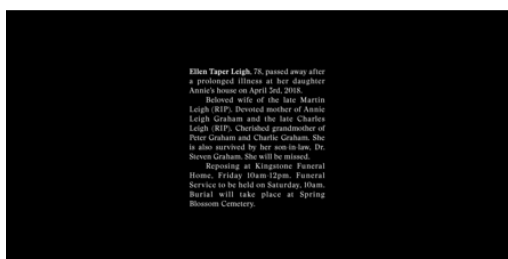 Ellen Taper Leigh, 78, passed away after
a prolonged illness at her daughter
Annie's house on April 3rd, 2018.
Beloved wife of the late Martin
Leigh (RIP). Devoted mother of Annie
Leigh Graham and the late Charles
Leigh (RIP). Cherished grandmother of
Peter Graham and Charlie Graham. She
is also survived by her son-in-law, Dr.
Steven Graham. She will be missed.
Reposing at Kingstone Funeral
Home, Friday 10am-12pm. Funeral
Service to be held on Saturday, 10am.
Burial will take place at Spring
Blossom Cemetery.